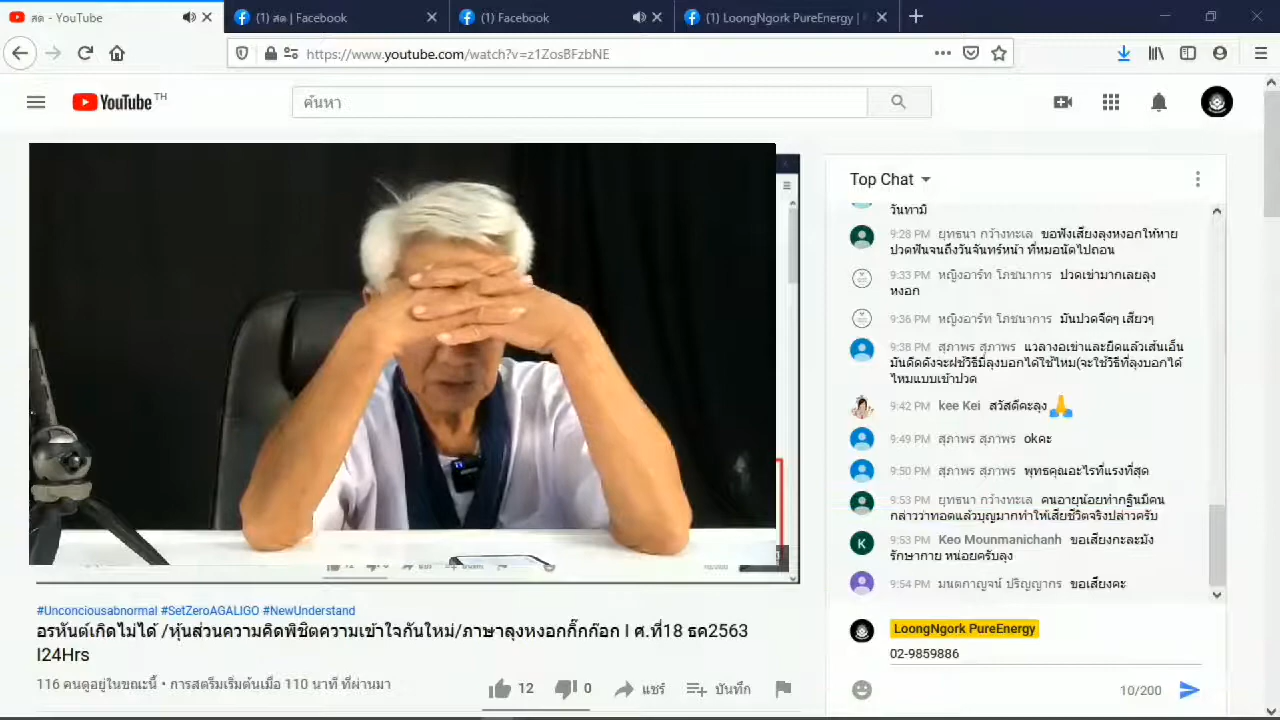 สด - YouTube
(1) สด | Facebook
(1) Facebook
(1) LoongNgork PureEnergy |
https://www.youtube.com/watch?v=z1ZosBFzbNE
YouTube TH
ค้นหา
Top Chat
วันทามิ
9:28 PM ยุทธนา กว้างทะเล ขอฟังเสียงลุงหงอกให้หาย
ปวดฟันจนถึงวันจันทร์หน้า ที่หมอนัดไปถอน
9:33 PM หญิงอาร์ท โภชนาการ ปวดเข่ามากเลยลุง
หงอก
9:36 PM หญิงอาร์ท โภชนาการ มันปวดจี๊ดๆ เสียวๆ
9:38 PM สุภาพร สุภาพร แวลางอเข่าและยืดแล้วเส้นเอ็น
มันดีดดังจะฝช้วิธีมี่ลุงบอกได้ใช้ไหม(จะใช้วิธีที่ลุงบอกได้
ไหมแบบเข้าปวด
9:42 PM kee Kei สวัสดีคะลุง
9:49 PM สุภาพร สุภาพร okคะ
9:50 PM สุภาพร สุภาพร พุทธคุณอะไรที่แรงที่สุด
9:53 PM ยุทธนา กว้างทะเล คนอายุน้อยทำกฐินมีคน
กล่าวว่าทอดแล้วบุญมากทำให้เสียชีวิตจริงปล่าวครับ
9:53 PM Keo Mounmanichanh ขอเสียงกะละมัง
รักษากาย หน่อยครับลุง
9:54 PM มนตกาญจน์ ปริญญากร ขอเสียงคะ
LoongNgork PureEnergy
02-9859886
10/200
#Unconciousabnormal #SetZeroAGALIGO #NewUnderstand
อรหันต์เกิดไม่ได้ /หุ้นส่วนความคิดพิชิตความเข้าใจกันใหม่/ภาษาลุงหงอกกิ๊กก๊อก I ศ.ที่18 ธค2563
I24Hrs
116 คนดูอยู่ในขณะนี้ • การสตรีมเริ่มต้นเมื่อ 110 นาที ที่ผ่านมา
12
0
แชร์
บันทึก